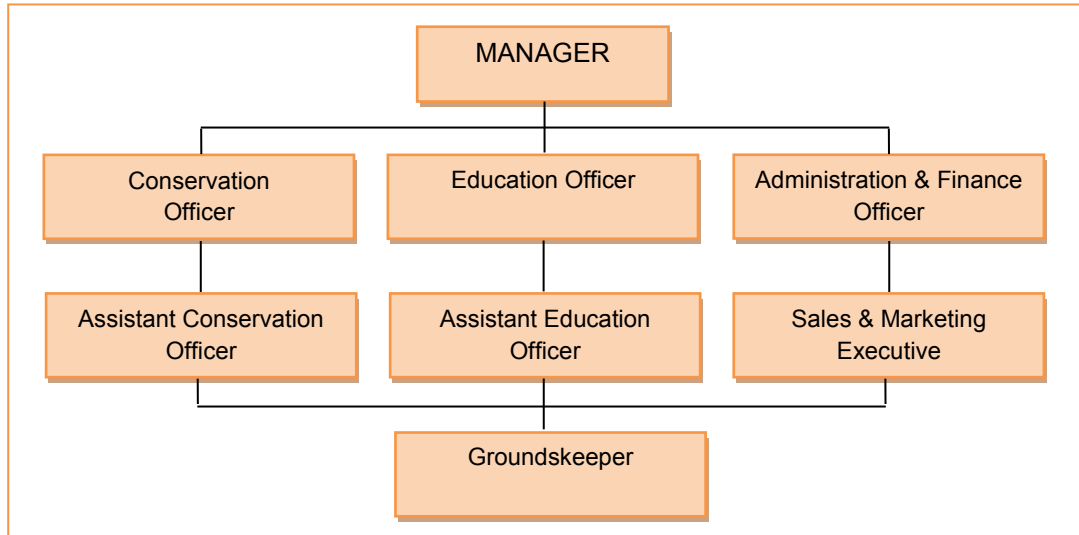 MANAGER
Conservation
Officer
Education Officer
Administration & Finance
Officer
Assistant Conservation
Officer
Assistant Education
Officer
Sales & Marketing
Executive
Groundskeeper